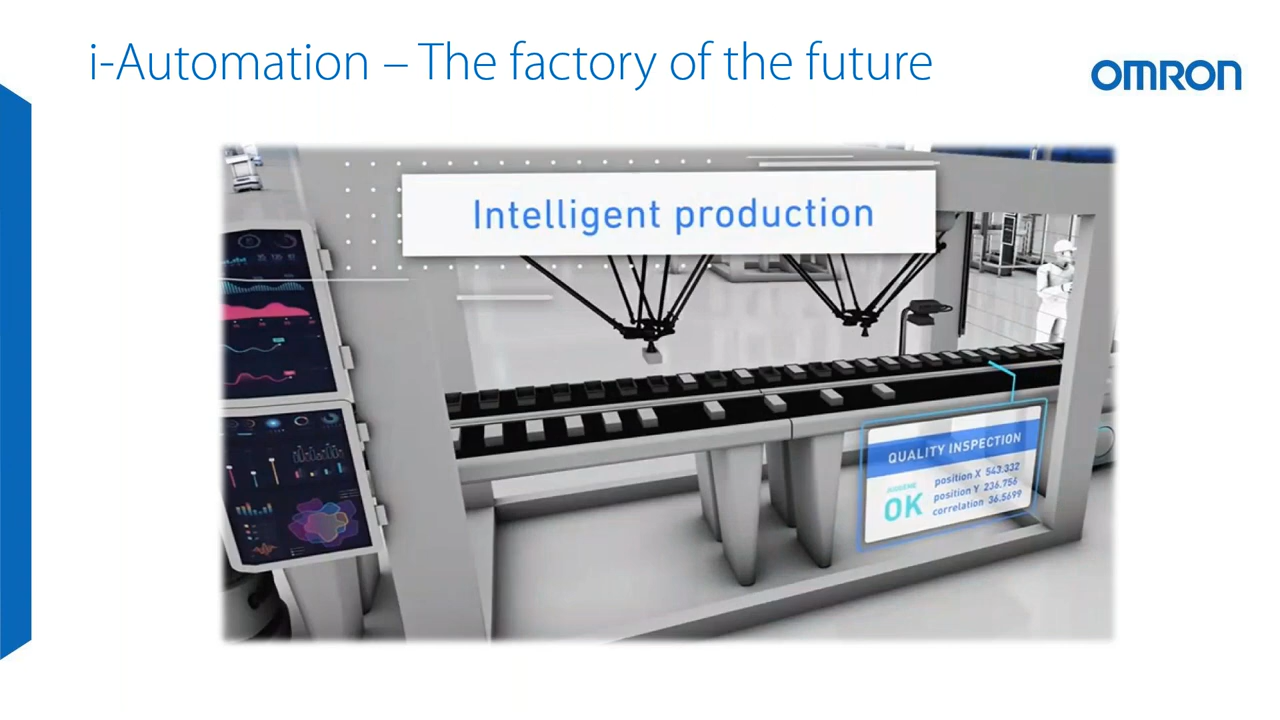 i-Automation – The factory of the future
OMRON
Intelligent production
QUALITY INSPECTION
OK
position X 543.332
position Y 236.756
correlation 36.5699